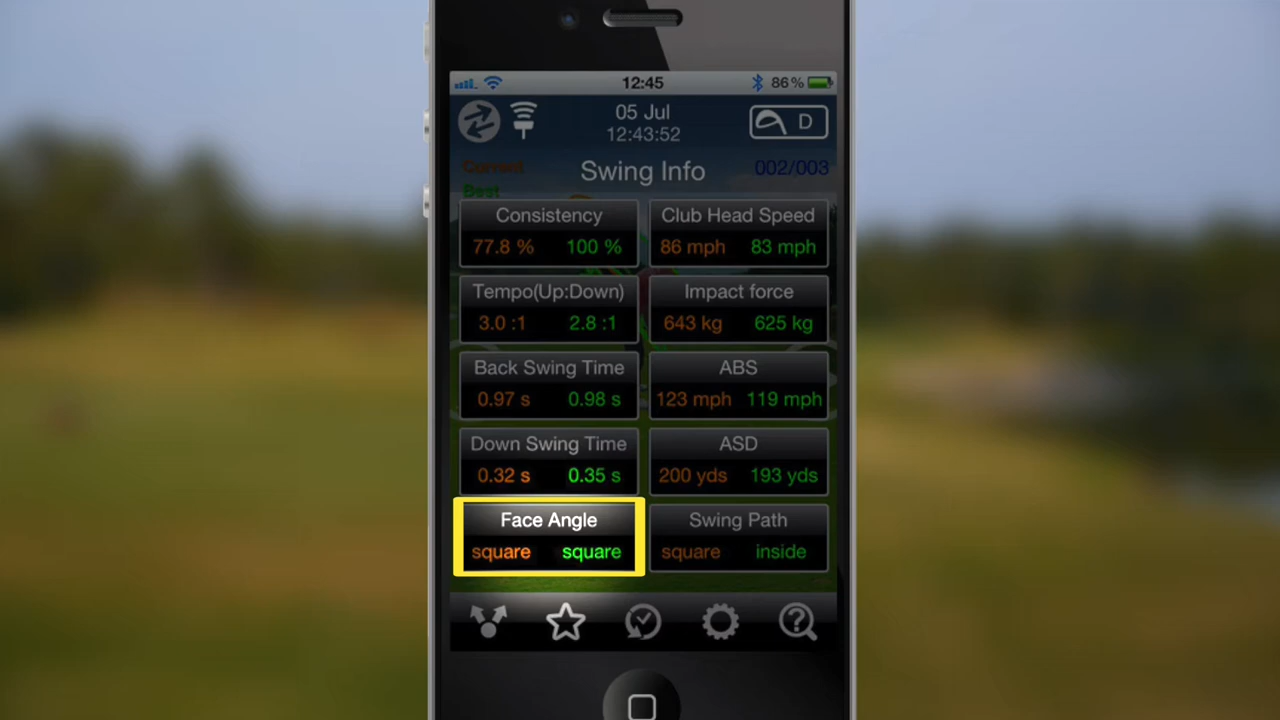 12:45
86%
05 Jul
12:43:52
D
Current
Swing Info
002/003
Best
Consistency
77.8 % 100 %
Club Head Speed
86 mph 83 mph
Tempo(Up:Down)
3.0 :1 2.8 :1
Impact force
643 kg 625 kg
Back Swing Time
0.97 s 0.98 s
ABS
123 mph 119 mph
Down Swing Time
0.32 s 0.35 s
ASD
200 yds 193 yds
Face Angle
square square
Swing Path
square inside
?